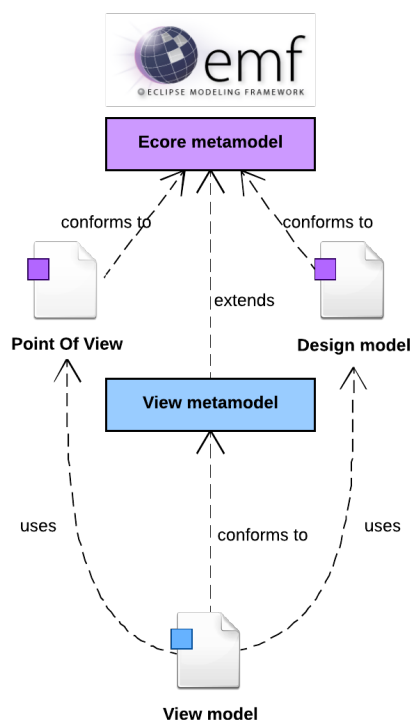 emf
ECLIPSE MODELING FRAMEWORK
Ecore metamodel
conforms to
conforms to
extends
Point Of View
Design model
View metamodel
uses
conforms to
uses
View model